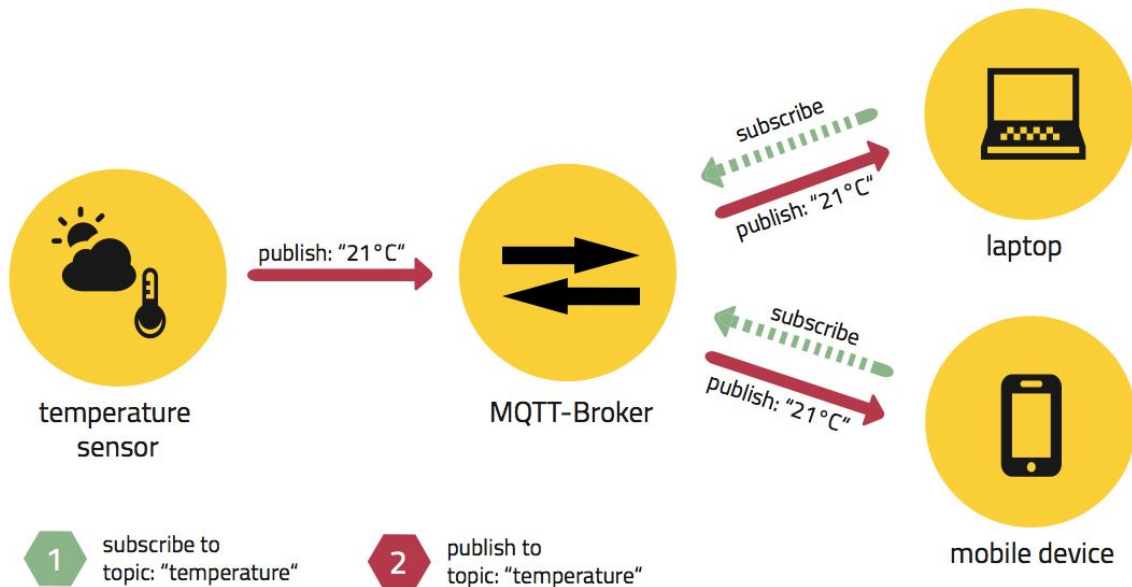 subscribe
publish: “21°C“
laptop
publish: “21°C“
temperature
sensor
MQTT-Broker
subscribe
publish: “21°C“
mobile device
1
subscribe to
topic: “temperature“
2
publish to
topic: “temperature“